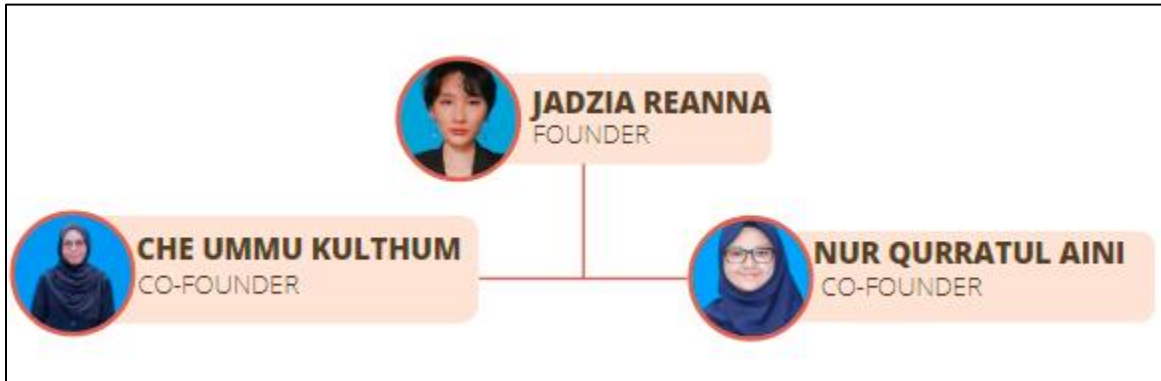 JADZIA REANNA
FOUNDER
CHE UMMU KULTHUM
CO-FOUNDER
NUR QURRATUL AINI
CO-FOUNDER